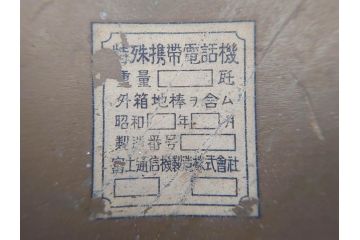 特殊携帯電話機
重量 瓩
外箱地棒ヲ含ム
昭和 年 月
製造番号
富士通信機製造株式會社